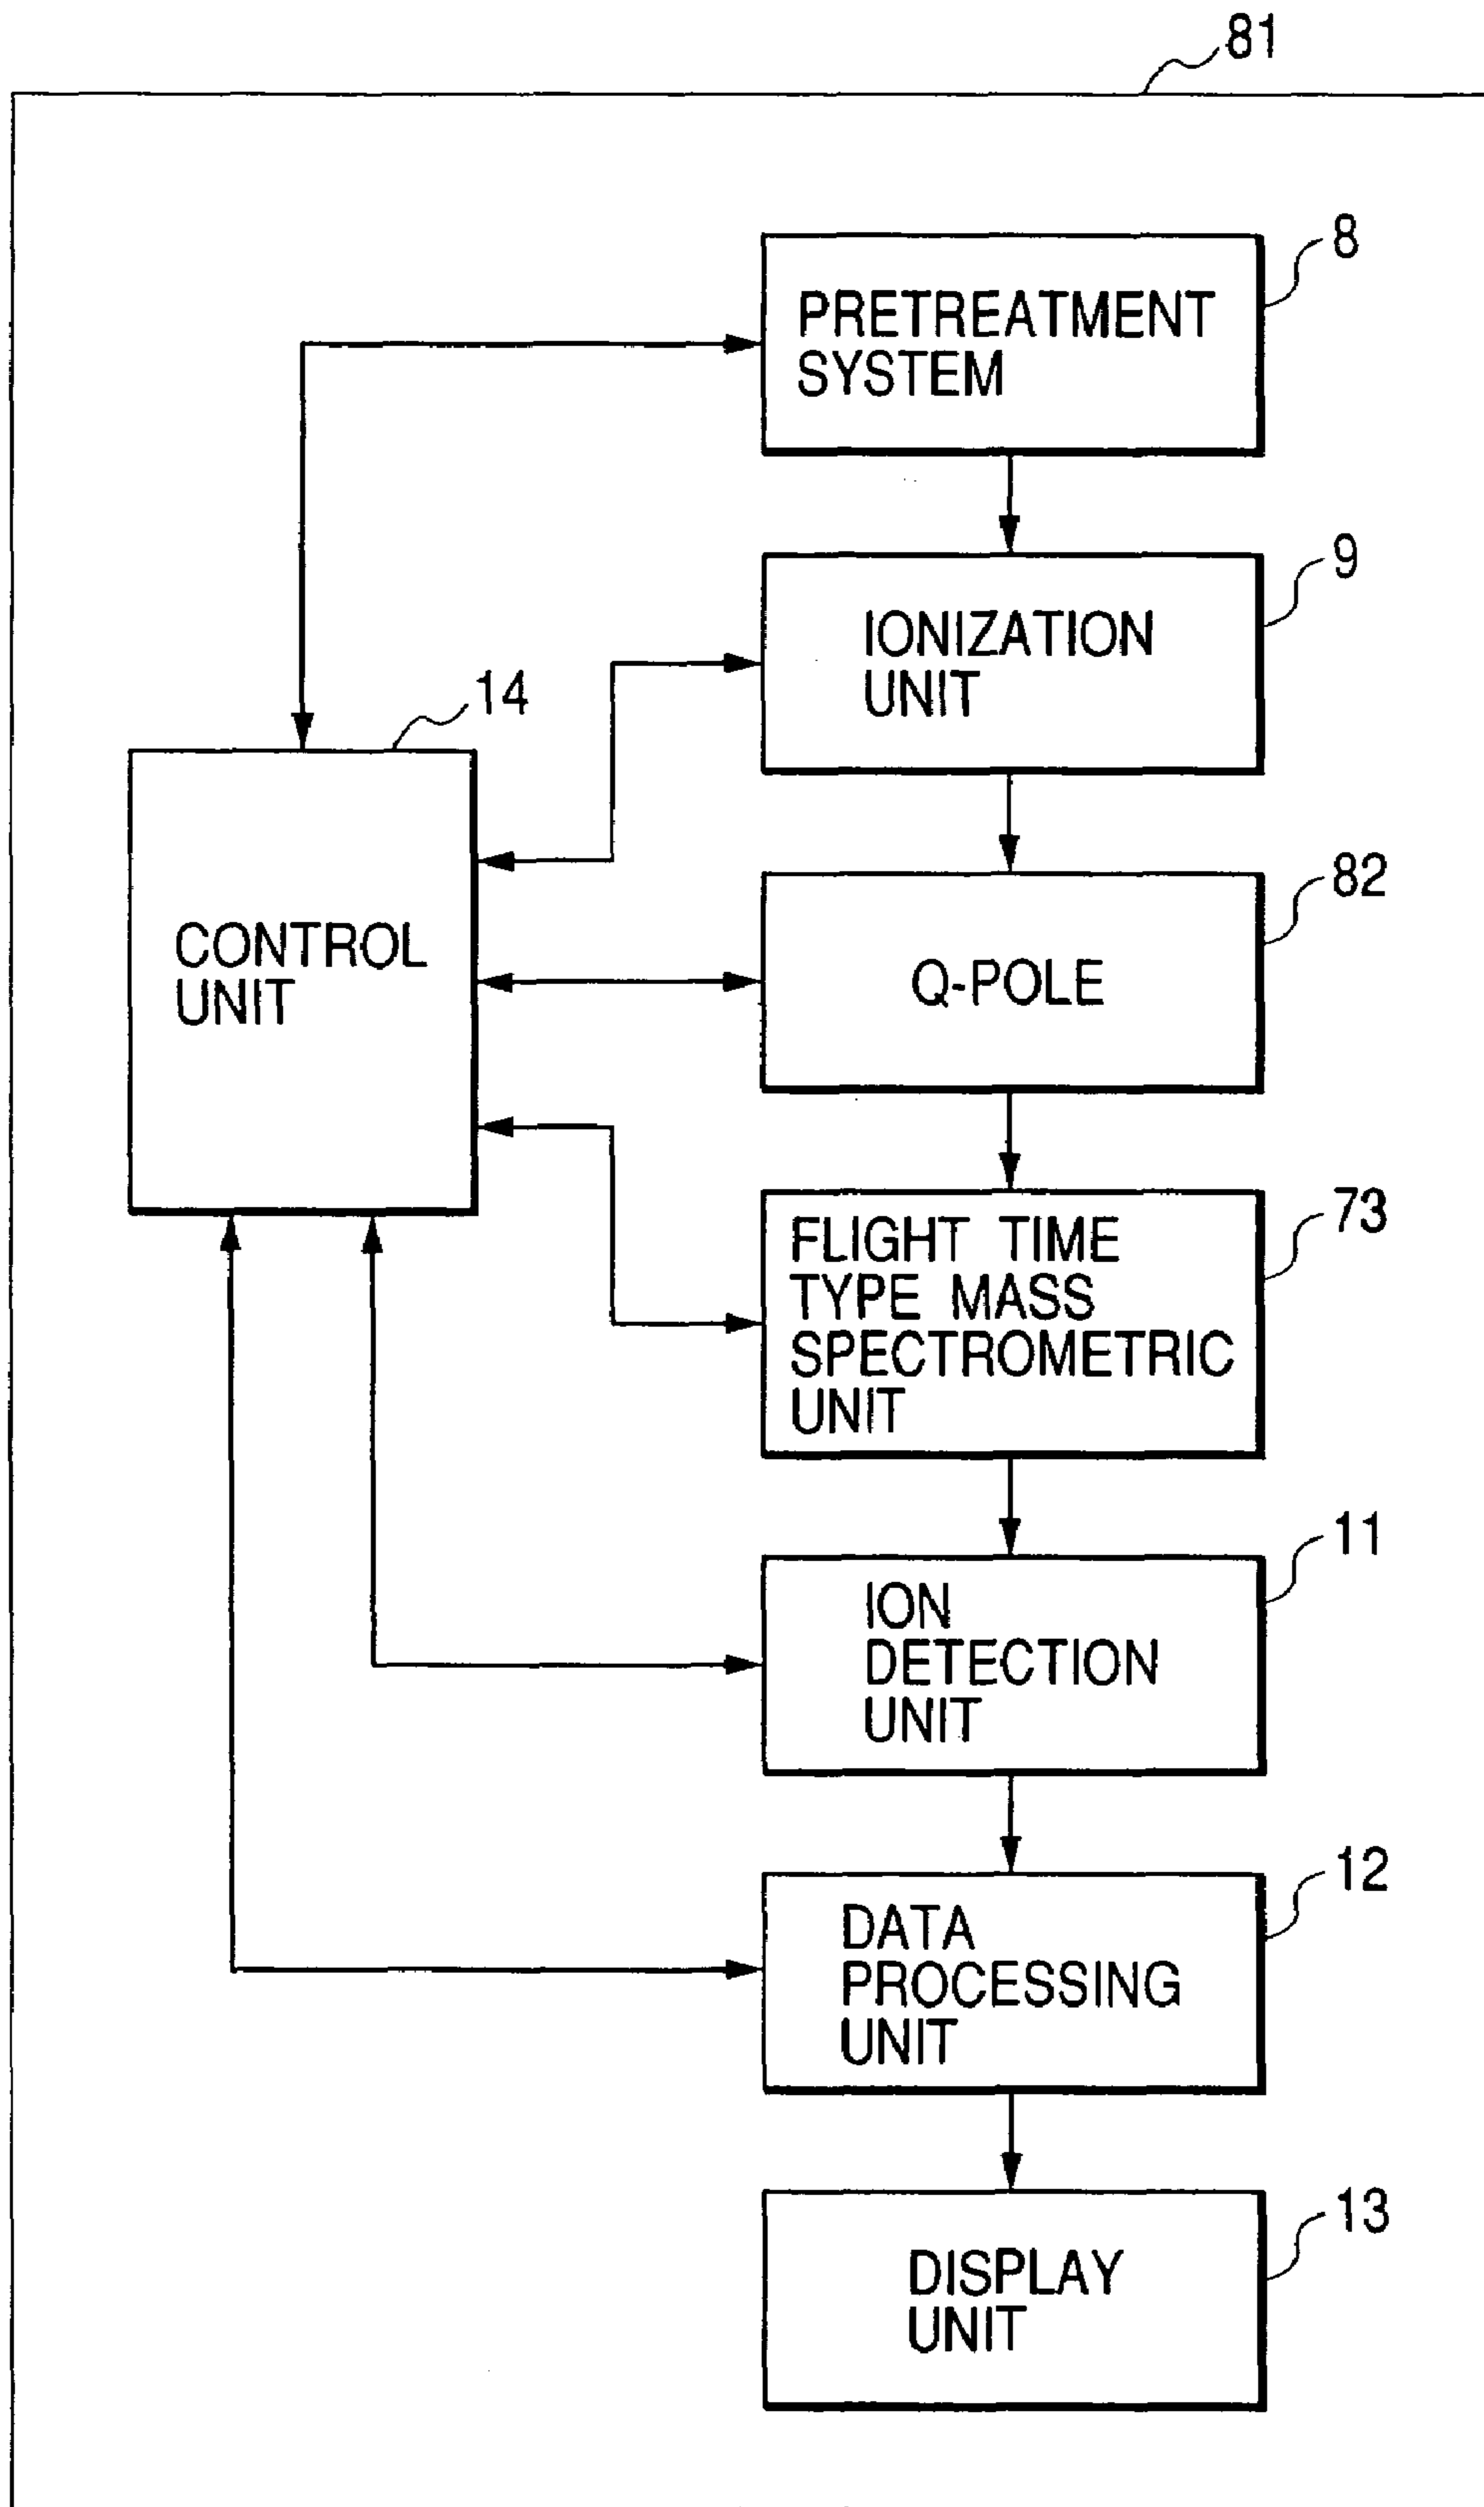 81
8
PRETREATMENT
SYSTEM
9
IONIZATION
UNIT
14
CONTROL
UNIT
82
Q-POLE
73
FLIGHT TIME
TYPE MASS
SPECTROMETRIC
UNIT
11
ION
DETECTION
UNIT
12
DATA
PROCESSING
UNIT
13
DISPLAY
UNIT